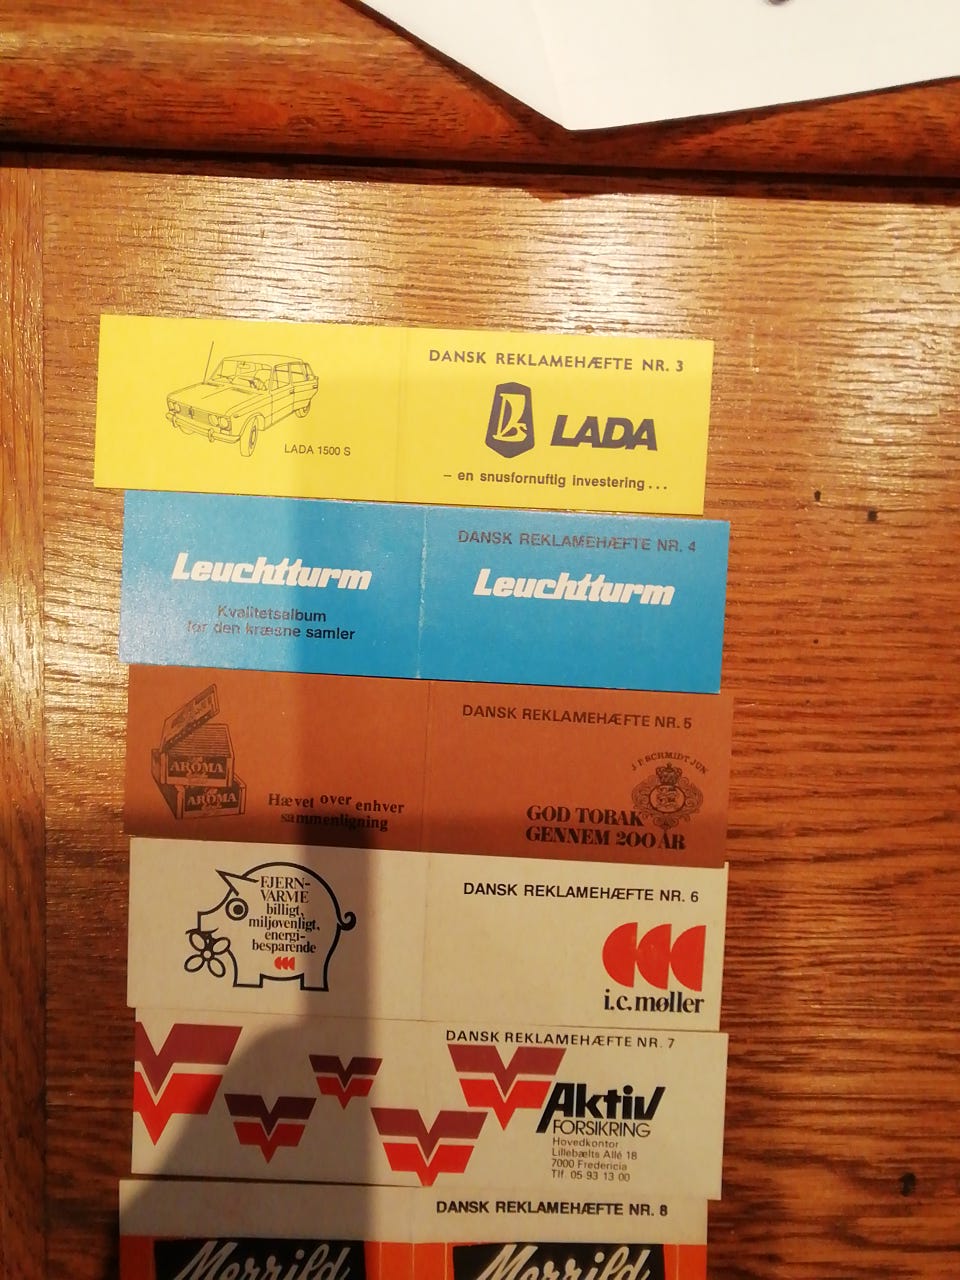 DANSK REKLAMEHÆFTE NR. 3
LADA
LADA 1500 S
– en snusfornuftig investering...
DANSK REKLAMEHÆFTE NR. 4
Leuchtturm
Leuchtturm
Kvalitetsalbum
for den kræsne samler
DANSK REKLAMEHÆFTE NR. 5
J P SCHMIDT JUN
AROMA
AROMA
Hævet over enhver
sammenligning
GOD TOBAK
GENNEM 200 ÅR
DANSK REKLAMEHÆFTE NR. 6
FJERN-
VARME
billigt,
miljøvenligt,
energi-
besparende
i.c. møller
DANSK REKLAMEHÆFTE NR. 7
Aktiv
FORSIKRING
Hovedkontor
Lillebælts Allé 18
7000 Fredericia
Tlf. 05-93 13 00
DANSK REKLAMEHÆFTE NR. 8
Merrild
Merrild